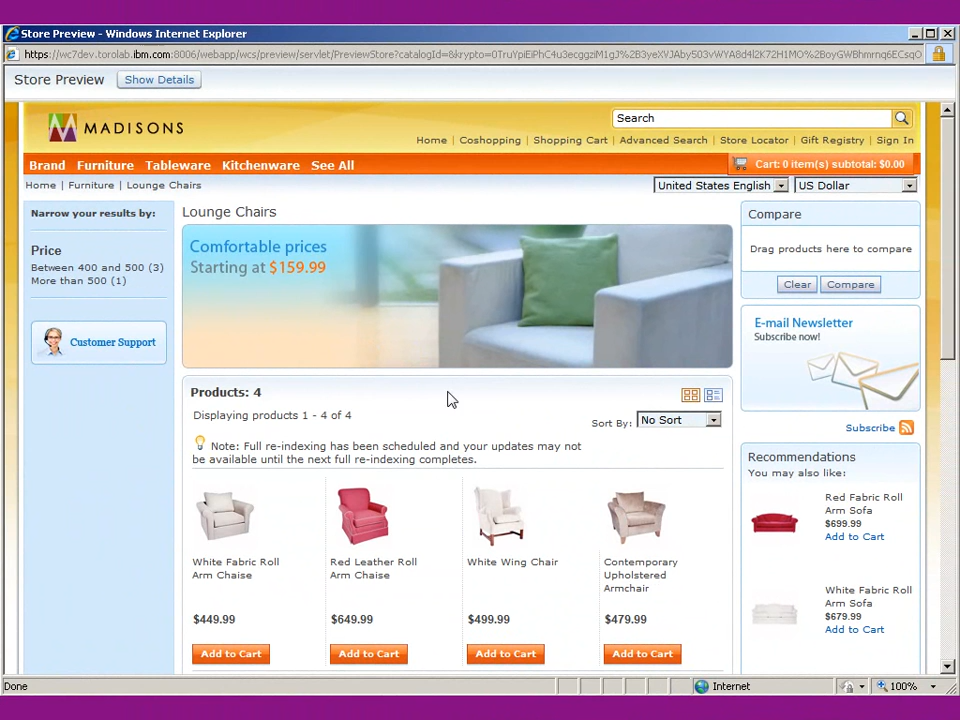 Store Preview - Windows Internet Explorer
Store Preview Show Details
MADISONS
Search
Home | Coshopping | Shopping Cart | Advanced Search | Store Locator | Gift Registry | Sign In
Brand Furniture Tableware Kitchenware See All
Cart: 0 item(s) subtotal: $0.00
Home | Furniture | Lounge Chairs
United States English
US Dollar
Narrow your results by:
Price
Between 400 and 500 (3)
More than 500 (1)
Customer Support
Lounge Chairs
Comfortable prices
Starting at $159.99
Products: 4
Displaying products 1 - 4 of 4
Sort By: No Sort
Note: Full re-indexing has been scheduled and your updates may not
be available until the next full re-indexing completes.
White Fabric Roll
Arm Chaise
$449.99
Add to Cart
Red Leather Roll
Arm Chaise
$649.99
Add to Cart
White Wing Chair
$499.99
Add to Cart
Contemporary
Upholstered
Armchair
$479.99
Add to Cart
Compare
Drag products here to compare
Clear Compare
E-mail Newsletter
Subscribe now!
Subscribe
Recommendations
You may also like:
Red Fabric Roll
Arm Sofa
$699.99
Add to Cart
White Fabric Roll
Arm Sofa
$679.99
Add to Cart
Done
Internet
100%